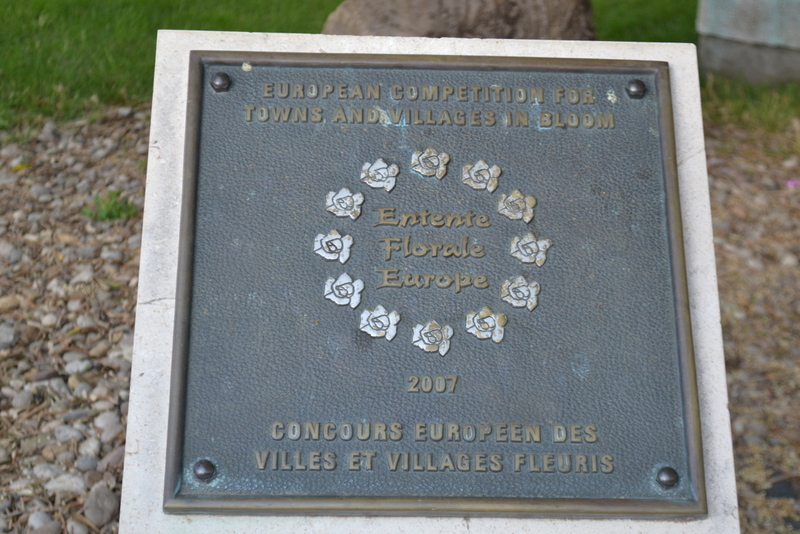 EUROPEAN COMPETITION FOR
TOWNS AND VILLAGES IN BLOOM
Entente
Florale
Europe
2007
CONCOURS EUROPEEN DES
VILLES ET VILLAGES FLEURIS